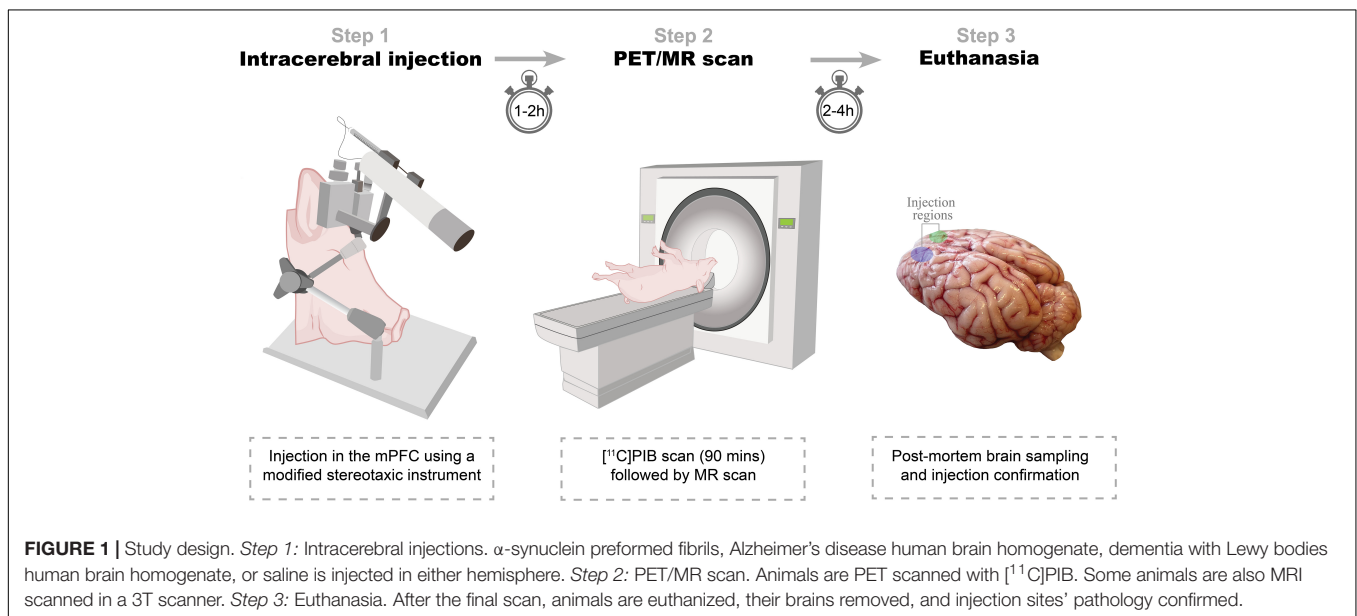 Step 1
Intracerebral injection
1-2h
Step 2
PET/MR scan
2-4h
Step 3
Euthanasia
Injection
regions
Injection in the mPFC using a
modified stereotaxic instrument
[¹¹C]PIB scan (90 mins)
followed by MR scan
Post-mortem brain sampling
and injection confirmation
FIGURE 1 | Study design. Step 1: Intracerebral injections. α-synuclein preformed fibrils, Alzheimer's disease human brain homogenate, dementia with Lewy bodies
human brain homogenate, or saline is injected in either hemisphere. Step 2: PET/MR scan. Animals are PET scanned with [¹¹C]PIB. Some animals are also MRI
scanned in a 3T scanner. Step 3: Euthanasia. After the final scan, animals are euthanized, their brains removed, and injection sites' pathology confirmed.